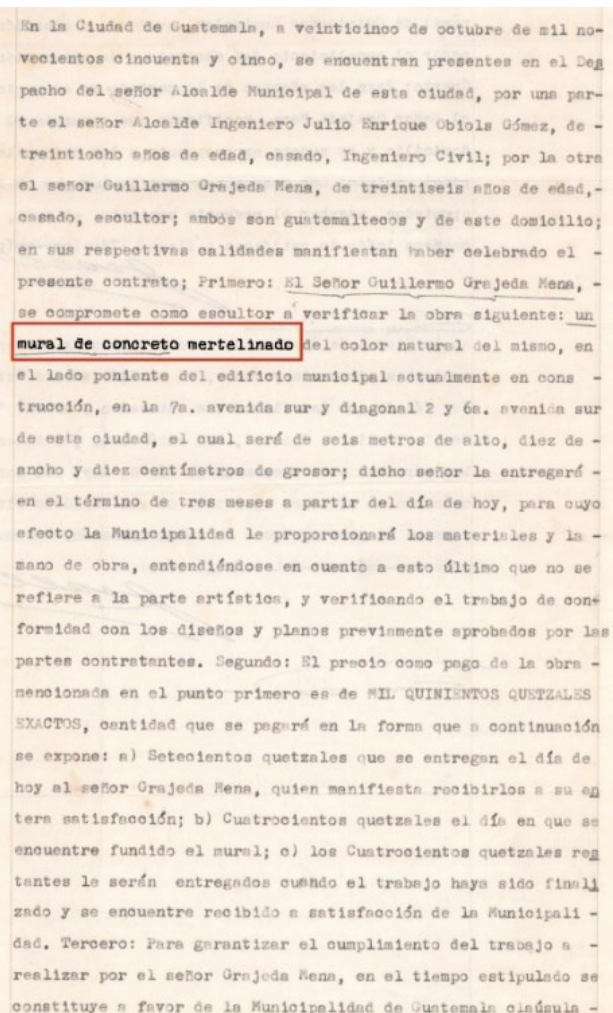 En la Ciudad de Guatemala, a veinticinco de octubre de mil no-
vecientos cincuenta y cinco, se encuentran presentes en el Des
pacho del señor Alcalde Municipal de esta ciudad, por una par-
te el señor Alcalde Ingeniero Julio Enrique Obiols Gómez, de -
treintiocho años de edad, casado, Ingeniero Civil; por la otra
el señor Guillermo Grajeda Mena, de treintiseis años de edad,-
casado, escultor; ambos son guatemaltecos y de este domicilio;
en sus respectivas calidades manifiestan haber celebrado el -
presente contrato; Primero: El Señor Guillermo Grajeda Mena, -
se compromete como escultor a verificar la obra siguiente: un
mural de concreto mertelinado del color natural del mismo, en
el lado poniente del edificio municipal actualmente en cons -
trucción, en la 7a. avenida sur y diagonal 2 y 6a. avenida sur
de esta ciudad, el cual será de seis metros de alto, diez de -
ancho y diez centímetros de grosor; dicho señor la entregará -
en el término de tres meses a partir del día de hoy, para cuyo
efecto la Municipalidad le proporcionará los materiales y la -
mano de obra, entendiéndose en cuento a esto último que no se
refiere a la parte artística, y verificando el trabajo de con-
formidad con los diseños y planos previamente aprobados por las
partes contratantes. Segundo: El precio como pago de la obra -
mencionada en el punto primero es de MIL QUINIENTOS QUETZALES
EXACTOS, cantidad que se pagará en la forma que a continuación
se expone: a) Setecientos quetzales que se entregan el día de
hoy al señor Grajeda Mena, quien manifiesta recibirlos a su en
tera satisfacción; b) Cuatrocientos quetzales el día en que se
encuentre fundido el mural; c) los Cuatrocientos quetzales res
tantes le serán entregados cuando el trabajo haya sido finali
zado y se encuentre recibido a satisfacción de la Municipali -
dad. Tercero: Para garantizar el cumplimiento del trabajo a -
realizar por el señor Grajeda Mena, en el tiempo estipulado se
constituye a favor de la Municipalidad de Guatemala cláusula -